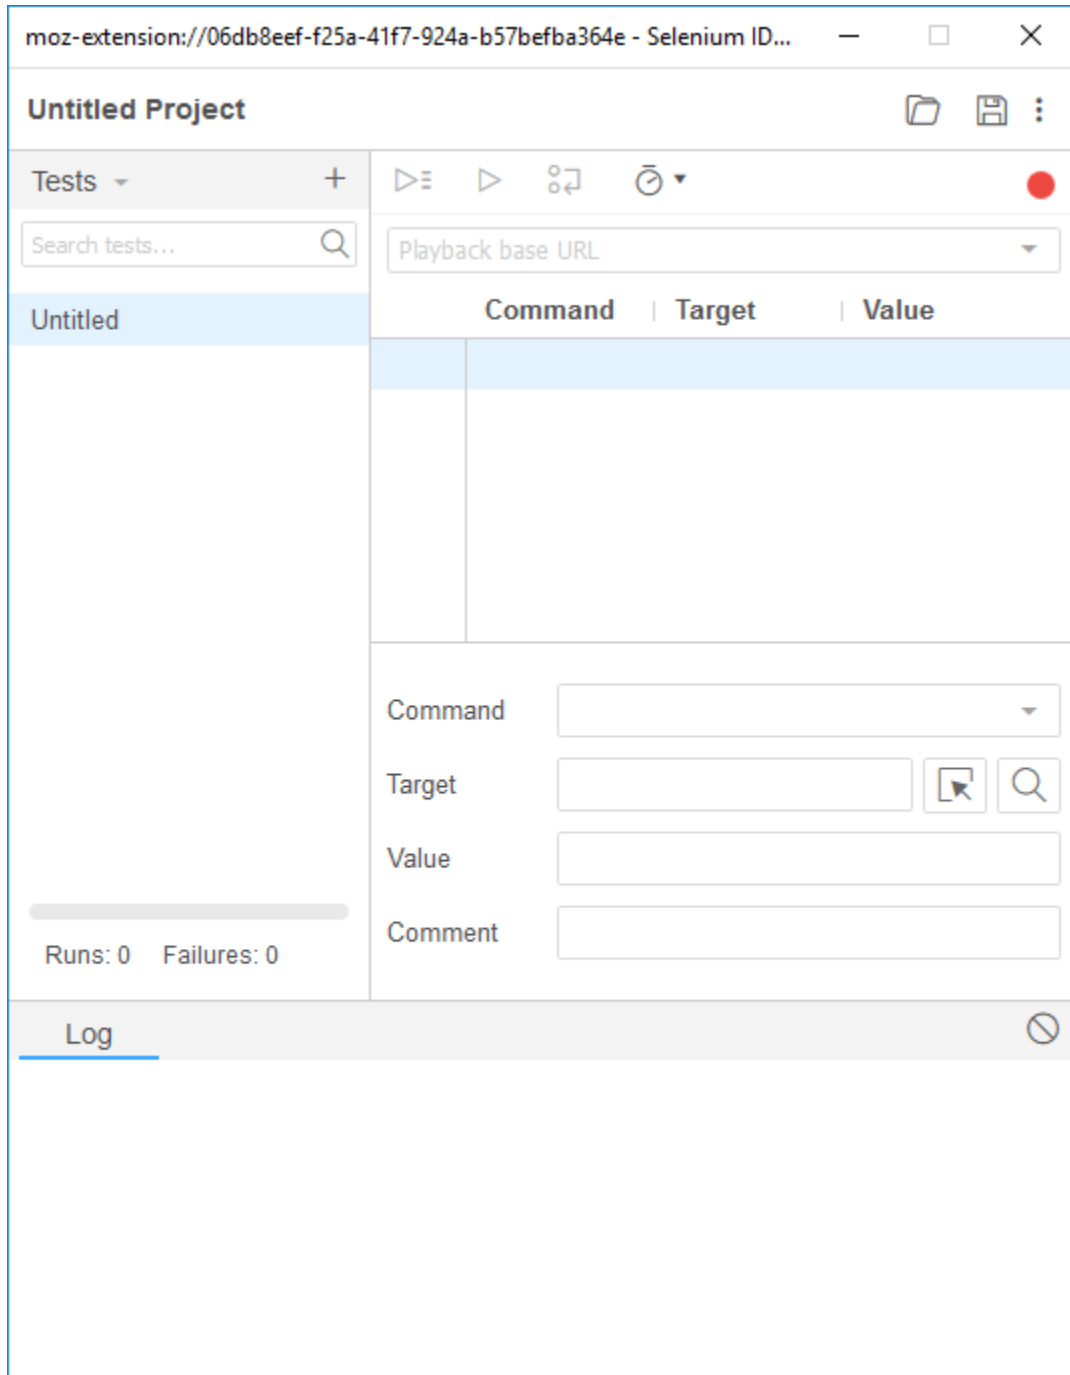 moz-extension://06db8eef-f25a-41f7-924a-b57befba364e - Selenium ID...
Untitled Project
Tests
Search tests...
Untitled
Runs: 0 Failures: 0
Playback base URL
Command Target Value
Command
Target
Value
Comment
Log